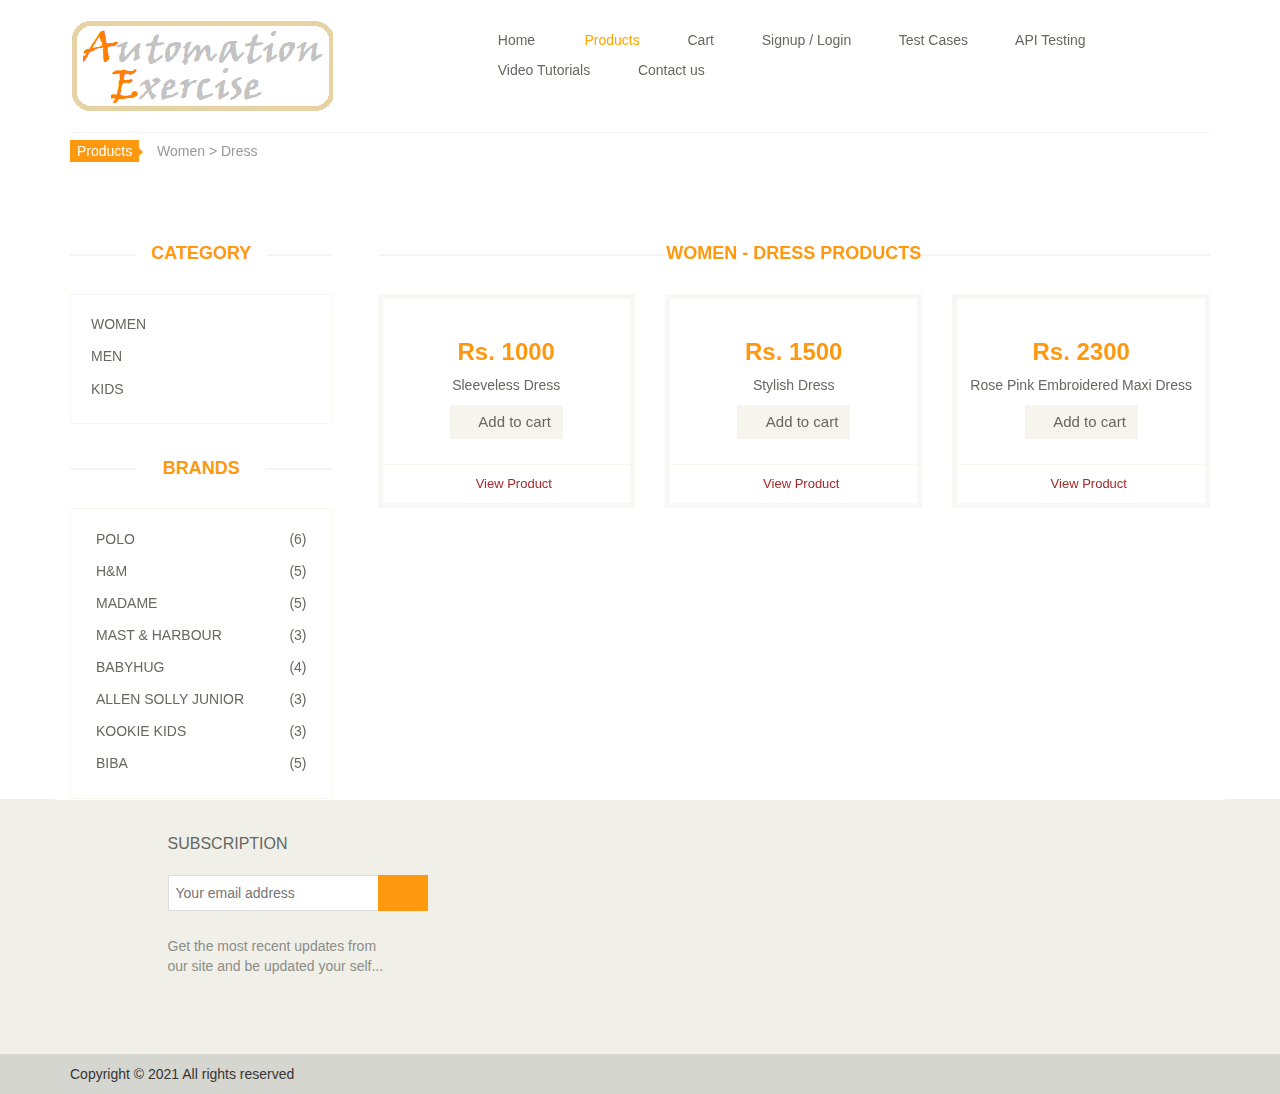 Automation
Exercise
Home Products Cart Signup / Login Test Cases API Testing
Video Tutorials Contact us
Products Women > Dress
CATEGORY
WOMEN
MEN
KIDS
BRANDS
POLO (6)
H&M (5)
MADAME (5)
MAST & HARBOUR (3)
BABYHUG (4)
ALLEN SOLLY JUNIOR (3)
KOOKIE KIDS (3)
BIBA (5)
WOMEN - DRESS PRODUCTS
Rs. 1000
Sleeveless Dress
Add to cart
View Product
Rs. 1500
Stylish Dress
Add to cart
View Product
Rs. 2300
Rose Pink Embroidered Maxi Dress
Add to cart
View Product
SUBSCRIPTION
Your email address
Get the most recent updates from
our site and be updated your self...
Copyright © 2021 All rights reserved